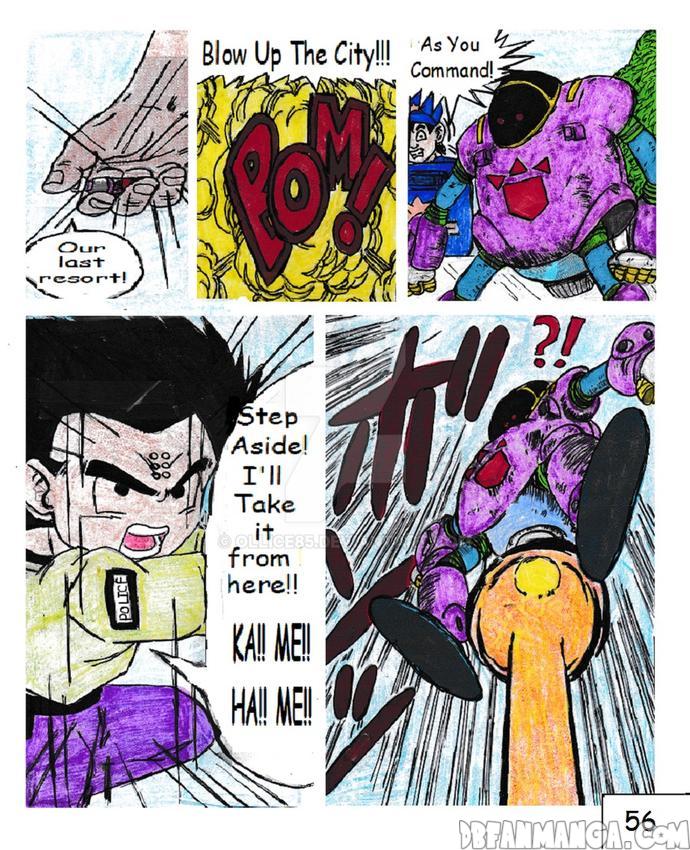 Our
last
resort!
Blow Up The City!!!
POM!
As You
Command!
Step
Aside!
I'll
Take
it
from
here!!
KA!! ME!!
HA!! ME!!
POLICE
?!
56
DBFANMANGA.COM